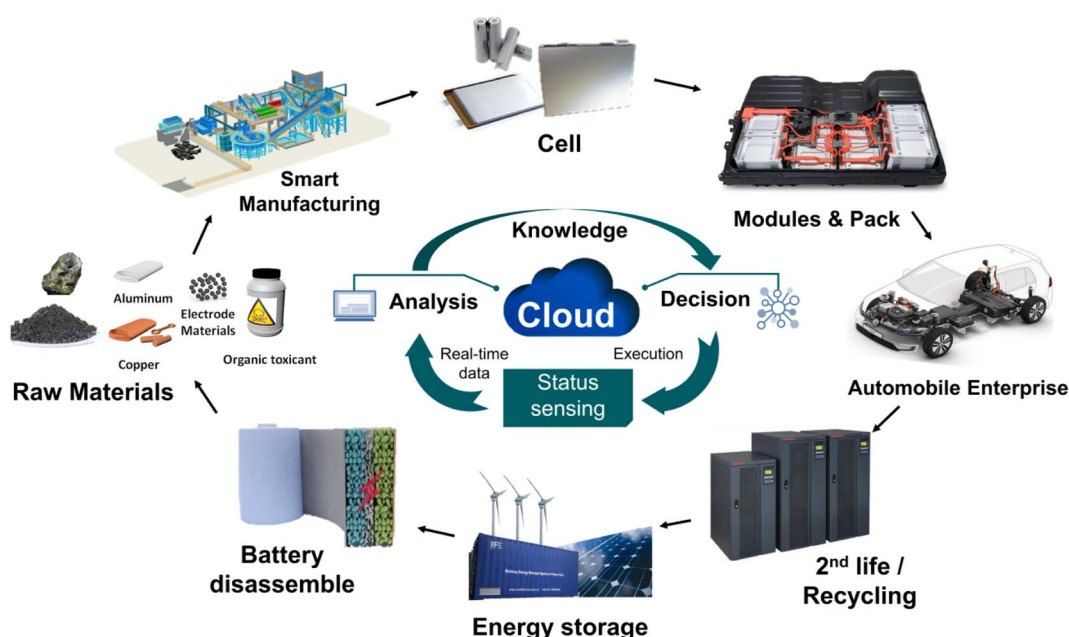 Cell
Smart
Manufacturing
Modules & Pack
Knowledge
Analysis
Cloud
Decision
Real-time
data
Execution
Status
sensing
Aluminum
Electrode
Materials
Copper
Organic toxicant
Raw Materials
Automobile Enterprise
2nd life /
Recycling
Battery
disassemble
Energy storage